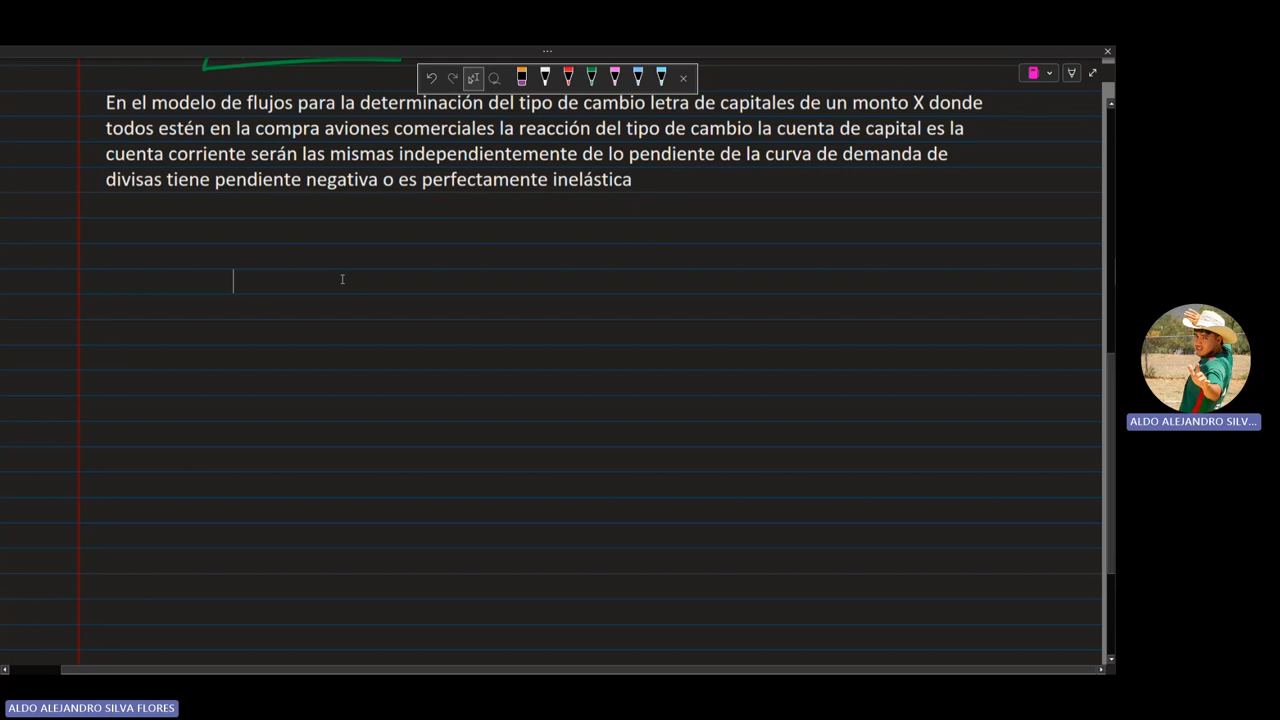 En el modelo de flujos para la determinación del tipo de cambio letra de capitales de un monto X donde
todos estén en la compra aviones comerciales la reacción del tipo de cambio la cuenta de capital es la
cuenta corriente serán las mismas independientemente de lo pendiente de la curva de demanda de
divisas tiene pendiente negativa o es perfectamente inelástica
ALDO ALEJANDRO SILV...
ALDO ALEJANDRO SILVA FLORES